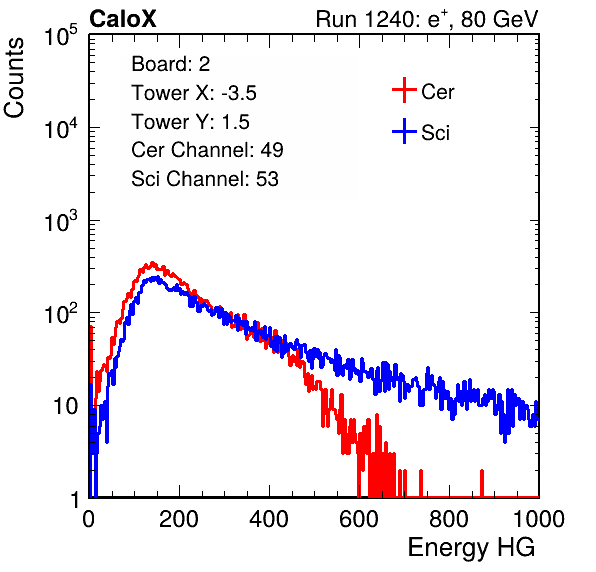 CaloX Run 1240: e⁺, 80 GeV
Counts
10⁵
10⁴
10³
10²
10
1
Board: 2
Tower X: -3.5
Tower Y: 1.5
Cer Channel: 49
Sci Channel: 53
Cer
Sci
0 200 400 600 800 1000
Energy HG